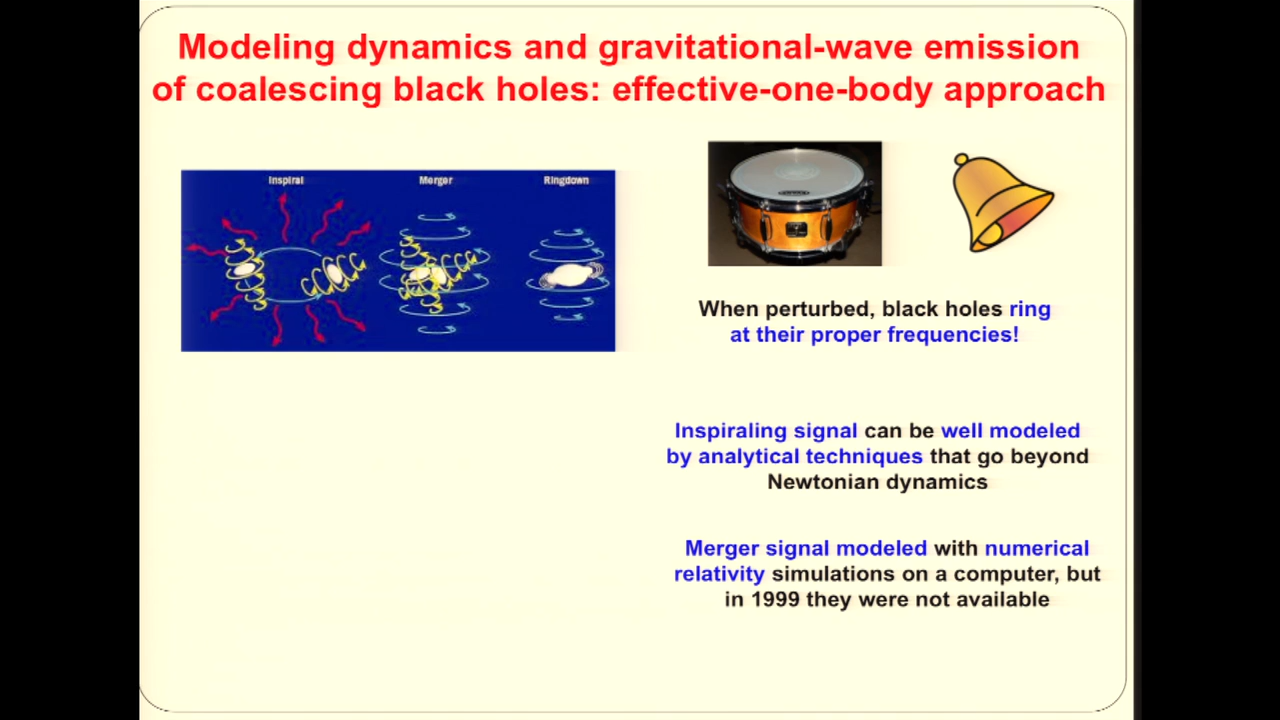 Modeling dynamics and gravitational-wave emission
of coalescing black holes: effective-one-body approach
Inspiral
Merger
Ringdown
When perturbed, black holes ring
at their proper frequencies!
Inspiraling signal can be well modeled
by analytical techniques that go beyond
Newtonian dynamics
Merger signal modeled with numerical
relativity simulations on a computer, but
in 1999 they were not available